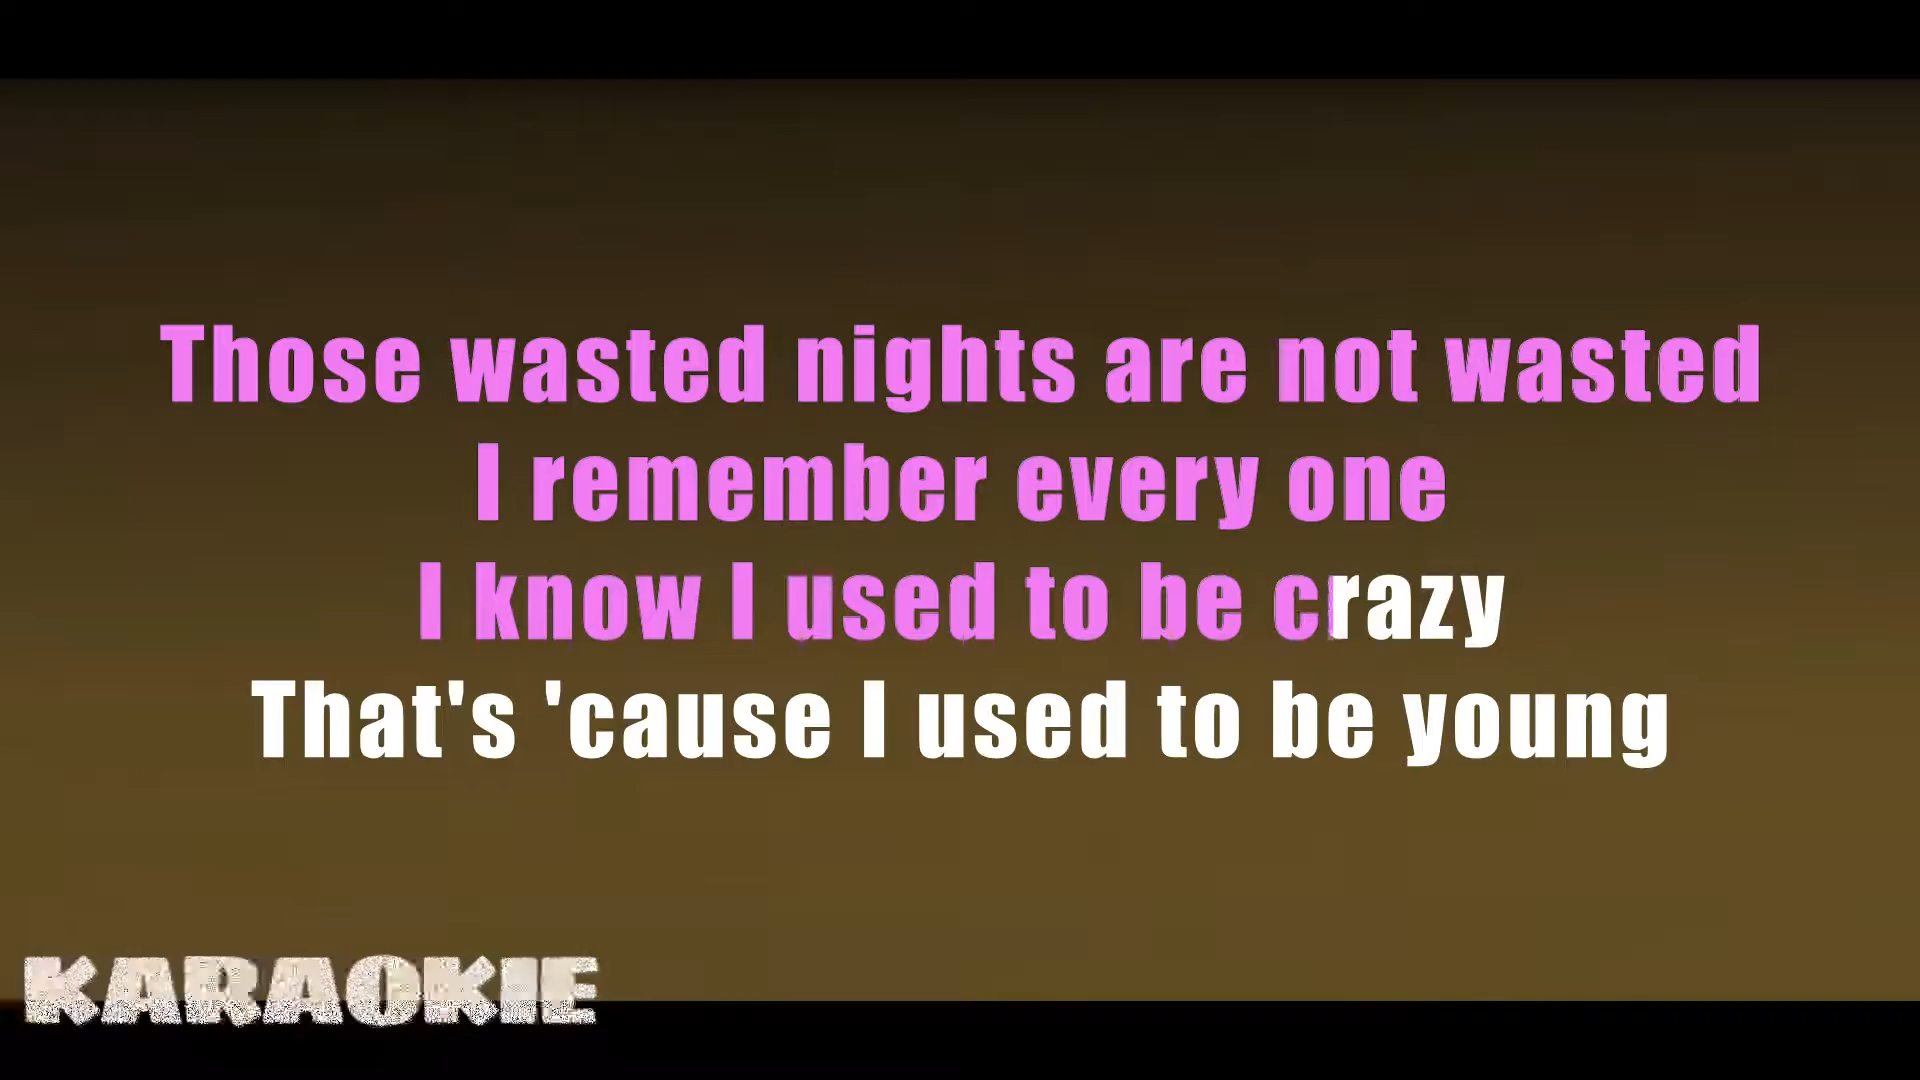 Those wasted nights are not wasted
I remember every one
I know I used to be crazy
That's 'cause I used to be young
KARAOKIE